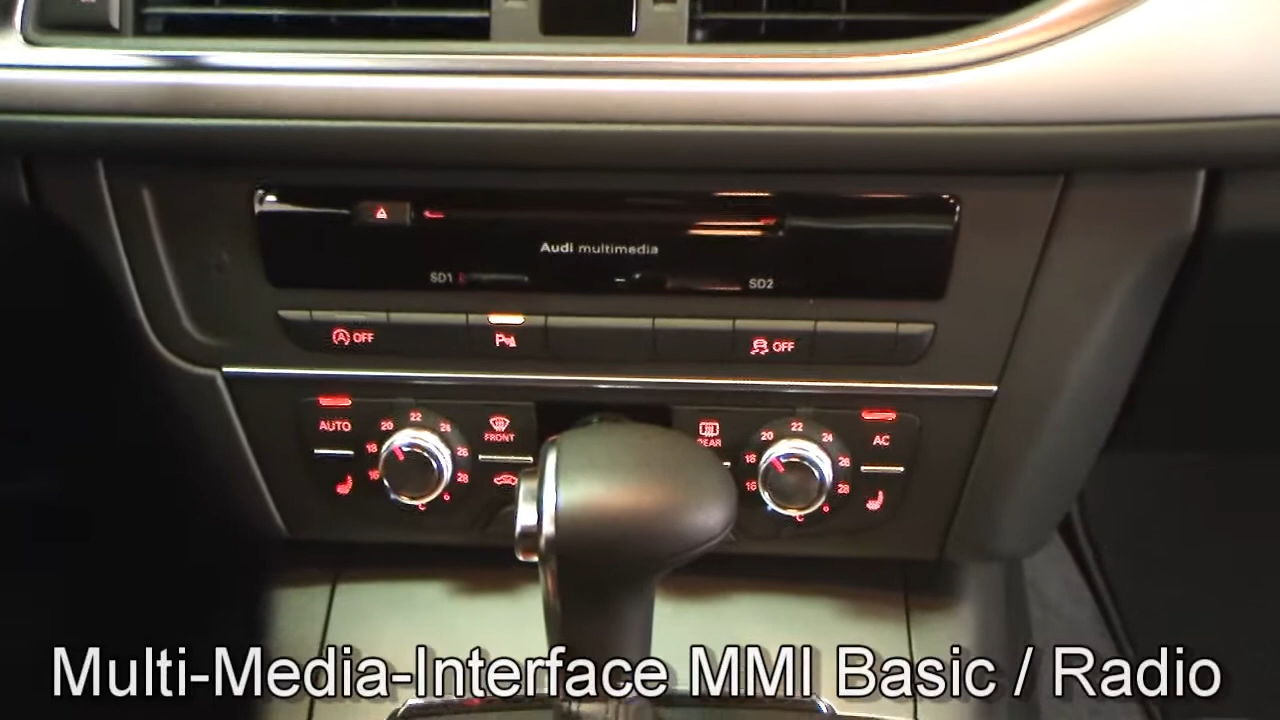 Audi multimedia
SD1
SD2
OFF
P
OFF
AUTO
16
18
20
22
24
26
28
°C
FRONT
REAR
16
18
20
22
24
26
28
°C
AC
Multi-Media-Interface MMI Basic / Radio